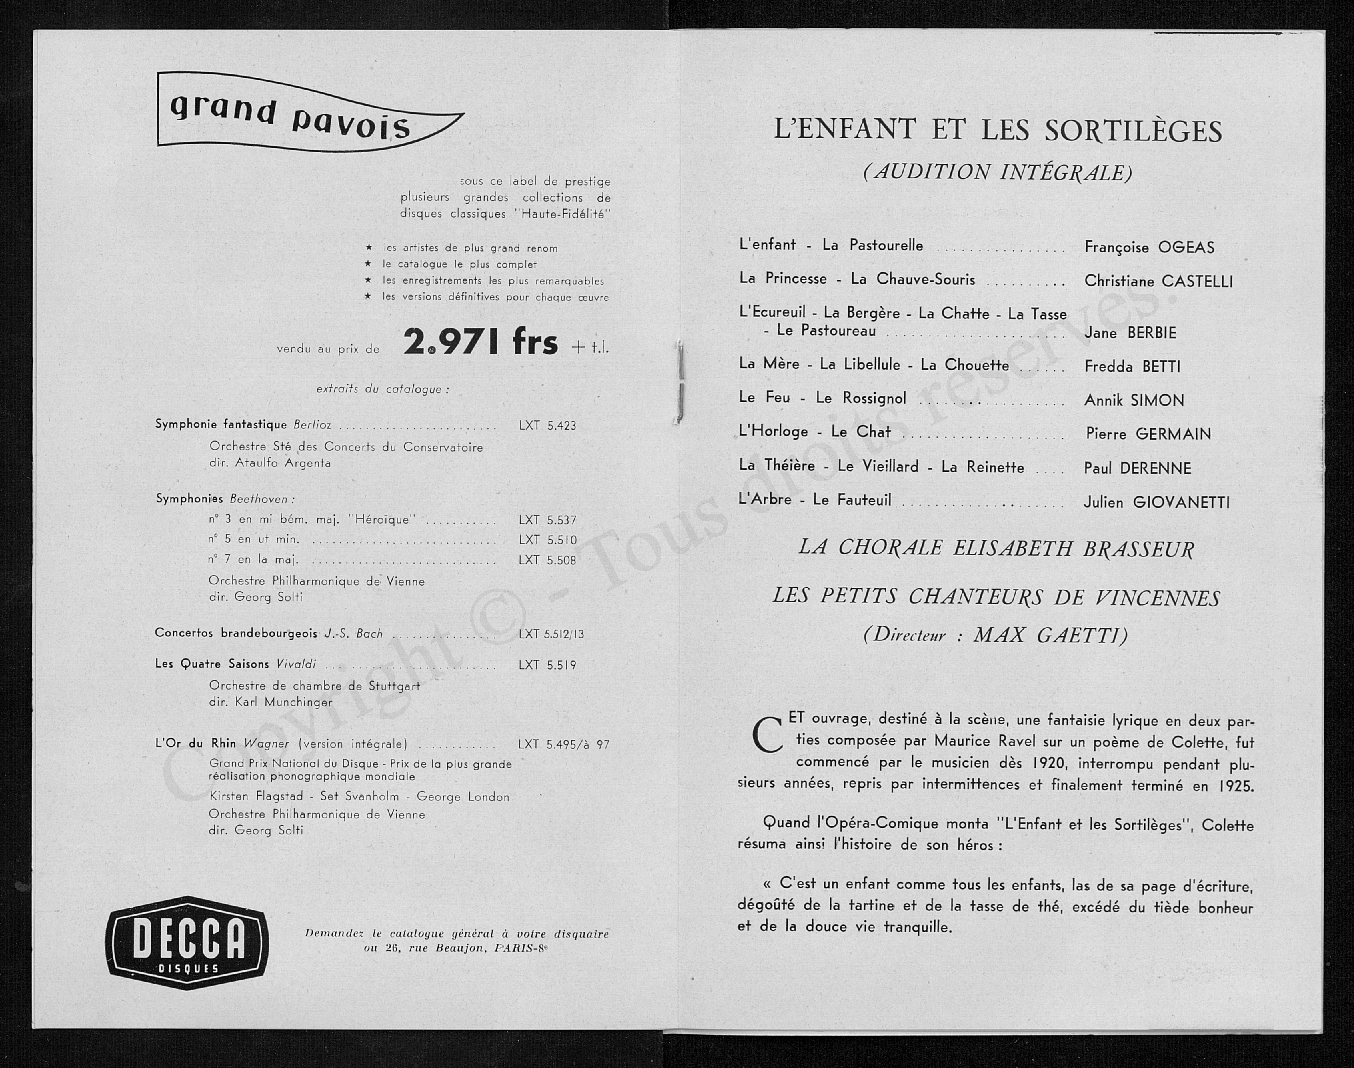 grand pavois
sous ce label de prestige
plusieurs grandes collections de
disques classiques "Haute-Fidélité"
★ les artistes de plus grand renom
★ le catalogue le plus complet
★ les enregistrements les plus remarquables
★ les versions définitives pour chaque œuvre
vendu au prix de 2.971 frs + t.l.
extraits du catalogue :
Symphonie fantastique Berlioz ........................ LXT 5.423
Orchestre Sté des Concerts du Conservatoire
dir. Ataulfo Argenta
Symphonies Beethoven :
n° 3 en mi bém. maj. "Héroïque" ........... LXT 5.537
n° 5 en ut min. ............................ LXT 5.510
n° 7 en la maj. ............................ LXT 5.508
Orchestre Philharmonique de Vienne
dir. Georg Solti
Concertos brandebourgeois J.-S. Bach ................ LXT 5.512/13
Les Quatre Saisons Vivaldi .......................... LXT 5.519
Orchestre de chambre de Stuttgart
dir. Karl Munchinger
L'Or du Rhin Wagner (version intégrale) ............ LXT 5.495/à 97
Grand Prix National du Disque - Prix de la plus grande
réalisation phonographique mondiale
Kirsten Flagstad - Set Svanholm - George London
Orchestre Philharmonique de Vienne
dir. Georg Solti
DECCA
DISQUES
Demandez le catalogue général à votre disquaire
ou 26, rue Beaujon, PARIS-8e
L'ENFANT ET LES SORTILÈGES
(AUDITION INTÉGRALE)
L'enfant - La Pastourelle ................ Françoise OGEAS
La Princesse - La Chauve-Souris .......... Christiane CASTELLI
L'Ecureuil - La Bergère - La Chatte - La Tasse
- Le Pastoureau ...................... Jane BERBIE
La Mère - La Libellule - La Chouette ...... Fredda BETTI
Le Feu - Le Rossignol .................. Annik SIMON
L'Horloge - Le Chat .................... Pierre GERMAIN
La Théière - Le Vieillard - La Reinette .... Paul DERENNE
L'Arbre - Le Fauteuil .................... Julien GIOVANETTI
LA CHORALE ELISABETH BRASSEUR
LES PETITS CHANTEURS DE VINCENNES
(Directeur : MAX GAETTI)
CET ouvrage, destiné à la scène, une fantaisie lyrique en deux par-
ties composée par Maurice Ravel sur un poème de Colette, fut
commencé par le musicien dès 1920, interrompu pendant plu-
sieurs années, repris par intermittences et finalement terminé en 1925.
Quand l'Opéra-Comique monta "L'Enfant et les Sortilèges", Colette
résuma ainsi l'histoire de son héros :
« C'est un enfant comme tous les enfants, las de sa page d'écriture,
dégoûté de la tartine et de la tasse de thé, excédé du tiède bonheur
et de la douce vie tranquille.
Copyright © - Tous droits réservés.